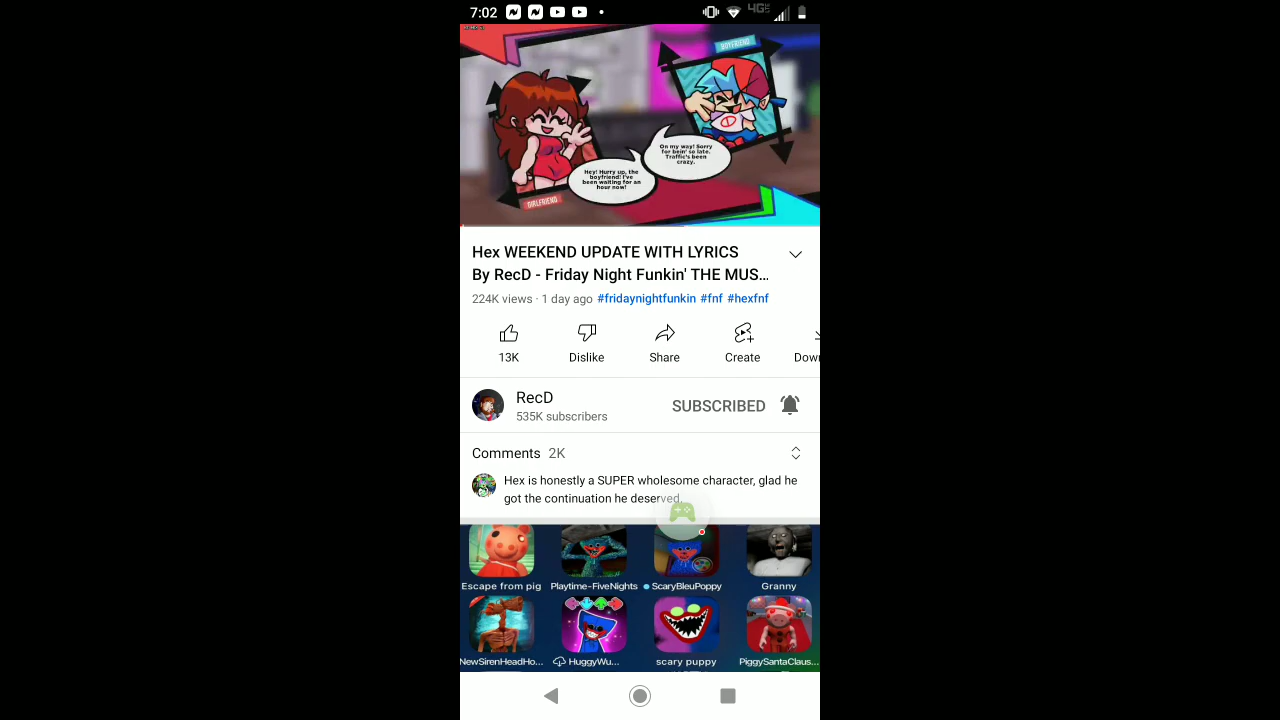 7:02
4G
BOYFRIEND
On my way! Sorry
for bein' so late.
Traffic's been
crazy.
Hey! Hurry up, the
boyfriend! I've
been waiting for an
hour now!
GIRLFRIEND
Hex WEEKEND UPDATE WITH LYRICS
By RecD - Friday Night Funkin' THE MUS...
224K views · 1 day ago #fridaynightfunkin #fnf #hexfnf
13K Dislike Share Create Down
RecD
535K subscribers
SUBSCRIBED
Comments 2K
Hex is honestly a SUPER wholesome character, glad he
got the continuation he deserved.
Escape from pig Playtime-FiveNights ScaryBleuPoppy Granny
NewSirenHeadHo... HuggyWu... scary puppy PiggySantaClaus...